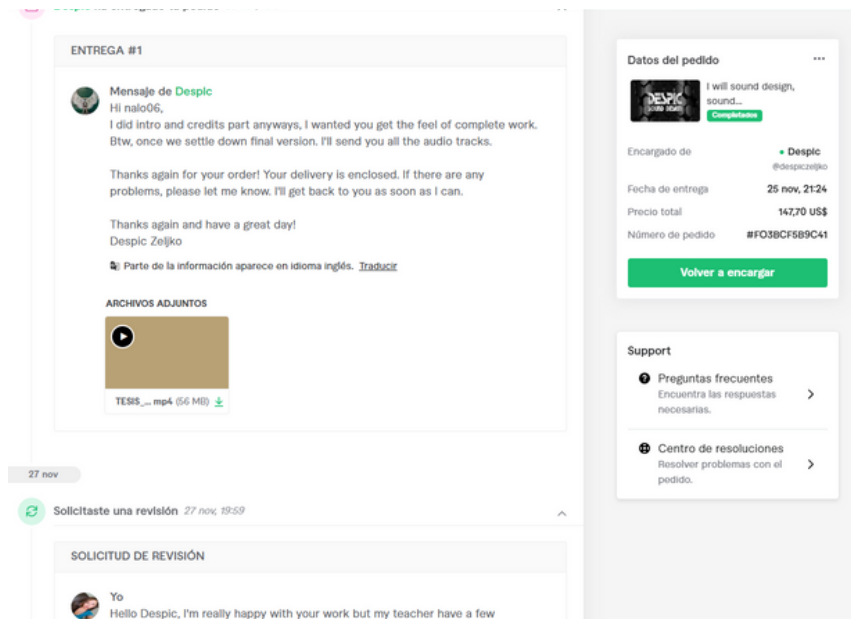 ENTREGA #1
Mensaje de Despic
Hi nalo06,
I did intro and credits part anyways, I wanted you get the feel of complete work.
Btw, once we settle down final version. I'll send you all the audio tracks.
Thanks again for your order! Your delivery is enclosed. If there are any
problems, please let me know. I'll get back to you as soon as I can.
Thanks again and have a great day!
Despic Zeljko
Parte de la información aparece en idioma inglés. Traducir
ARCHIVOS ADJUNTOS
TESIS_... mp4 (56 MB)
27 nov
Solicitaste una revisión 27 nov, 19:59
SOLICITUD DE REVISIÓN
Yo
Hello Despic, I'm really happy with your work but my teacher have a few
Datos del pedido
DESPIC
I will sound design,
sound...
Completados
Encargado de
Despic
@despiczeljko
Fecha de entrega 25 nov, 21:24
Precio total 147,70 US$
Número de pedido #FO3BCF5B9C41
Volver a encargar
Support
Preguntas frecuentes
Encuentra las respuestas
necesarias.
Centro de resoluciones
Resolver problemas con el
pedido.